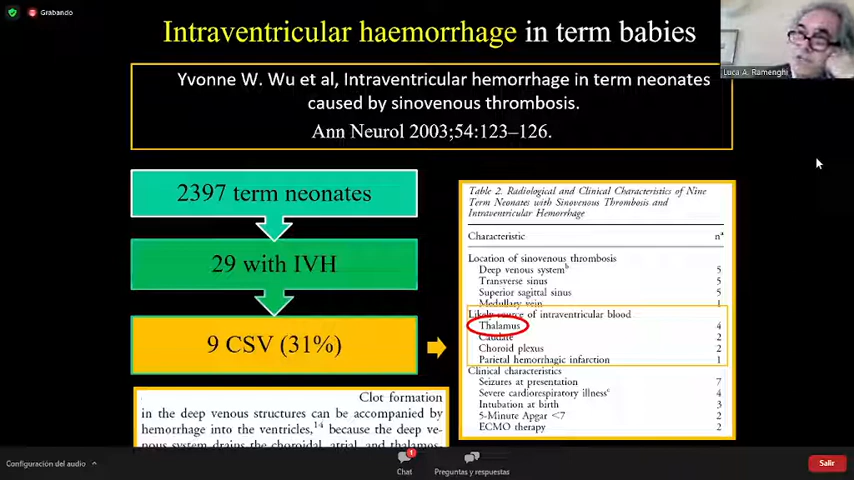 Grabando
Intraventricular haemorrhage in term babies
Luca A. Ramenghi
Yvonne W. Wu et al, Intraventricular hemorrhage in term neonates
caused by sinovenous thrombosis.
Ann Neurol 2003;54:123–126.
2397 term neonates
29 with IVH
9 CSV (31%)
Table 2. Radiological and Clinical Characteristics of Nine
Term Neonates with Sinovenous Thrombosis and
Intraventricular Hemorrhage
Characteristic nª
Location of sinovenous thrombosis
Deep venous systemᵇ 5
Transverse sinus 5
Superior sagittal sinus 5
Medullary vein 1
Likely source of intraventricular blood
Thalamus 4
Caudate 2
Choroid plexus 2
Parietal hemorrhagic infarction 1
Clinical characteristics
Seizures at presentation 7
Severe cardiorespiratory illnessᶜ 4
Intubation at birth 3
5-Minute Apgar <7 2
ECMO therapy 2
Clot formation
in the deep venous structures can be accompanied by
hemorrhage into the ventricles,¹⁴ because the deep ve-
nous system drains the choroidal, atrial, and thalamos-
Configuración del audio
1
Chat
Preguntas y respuestas
Salir